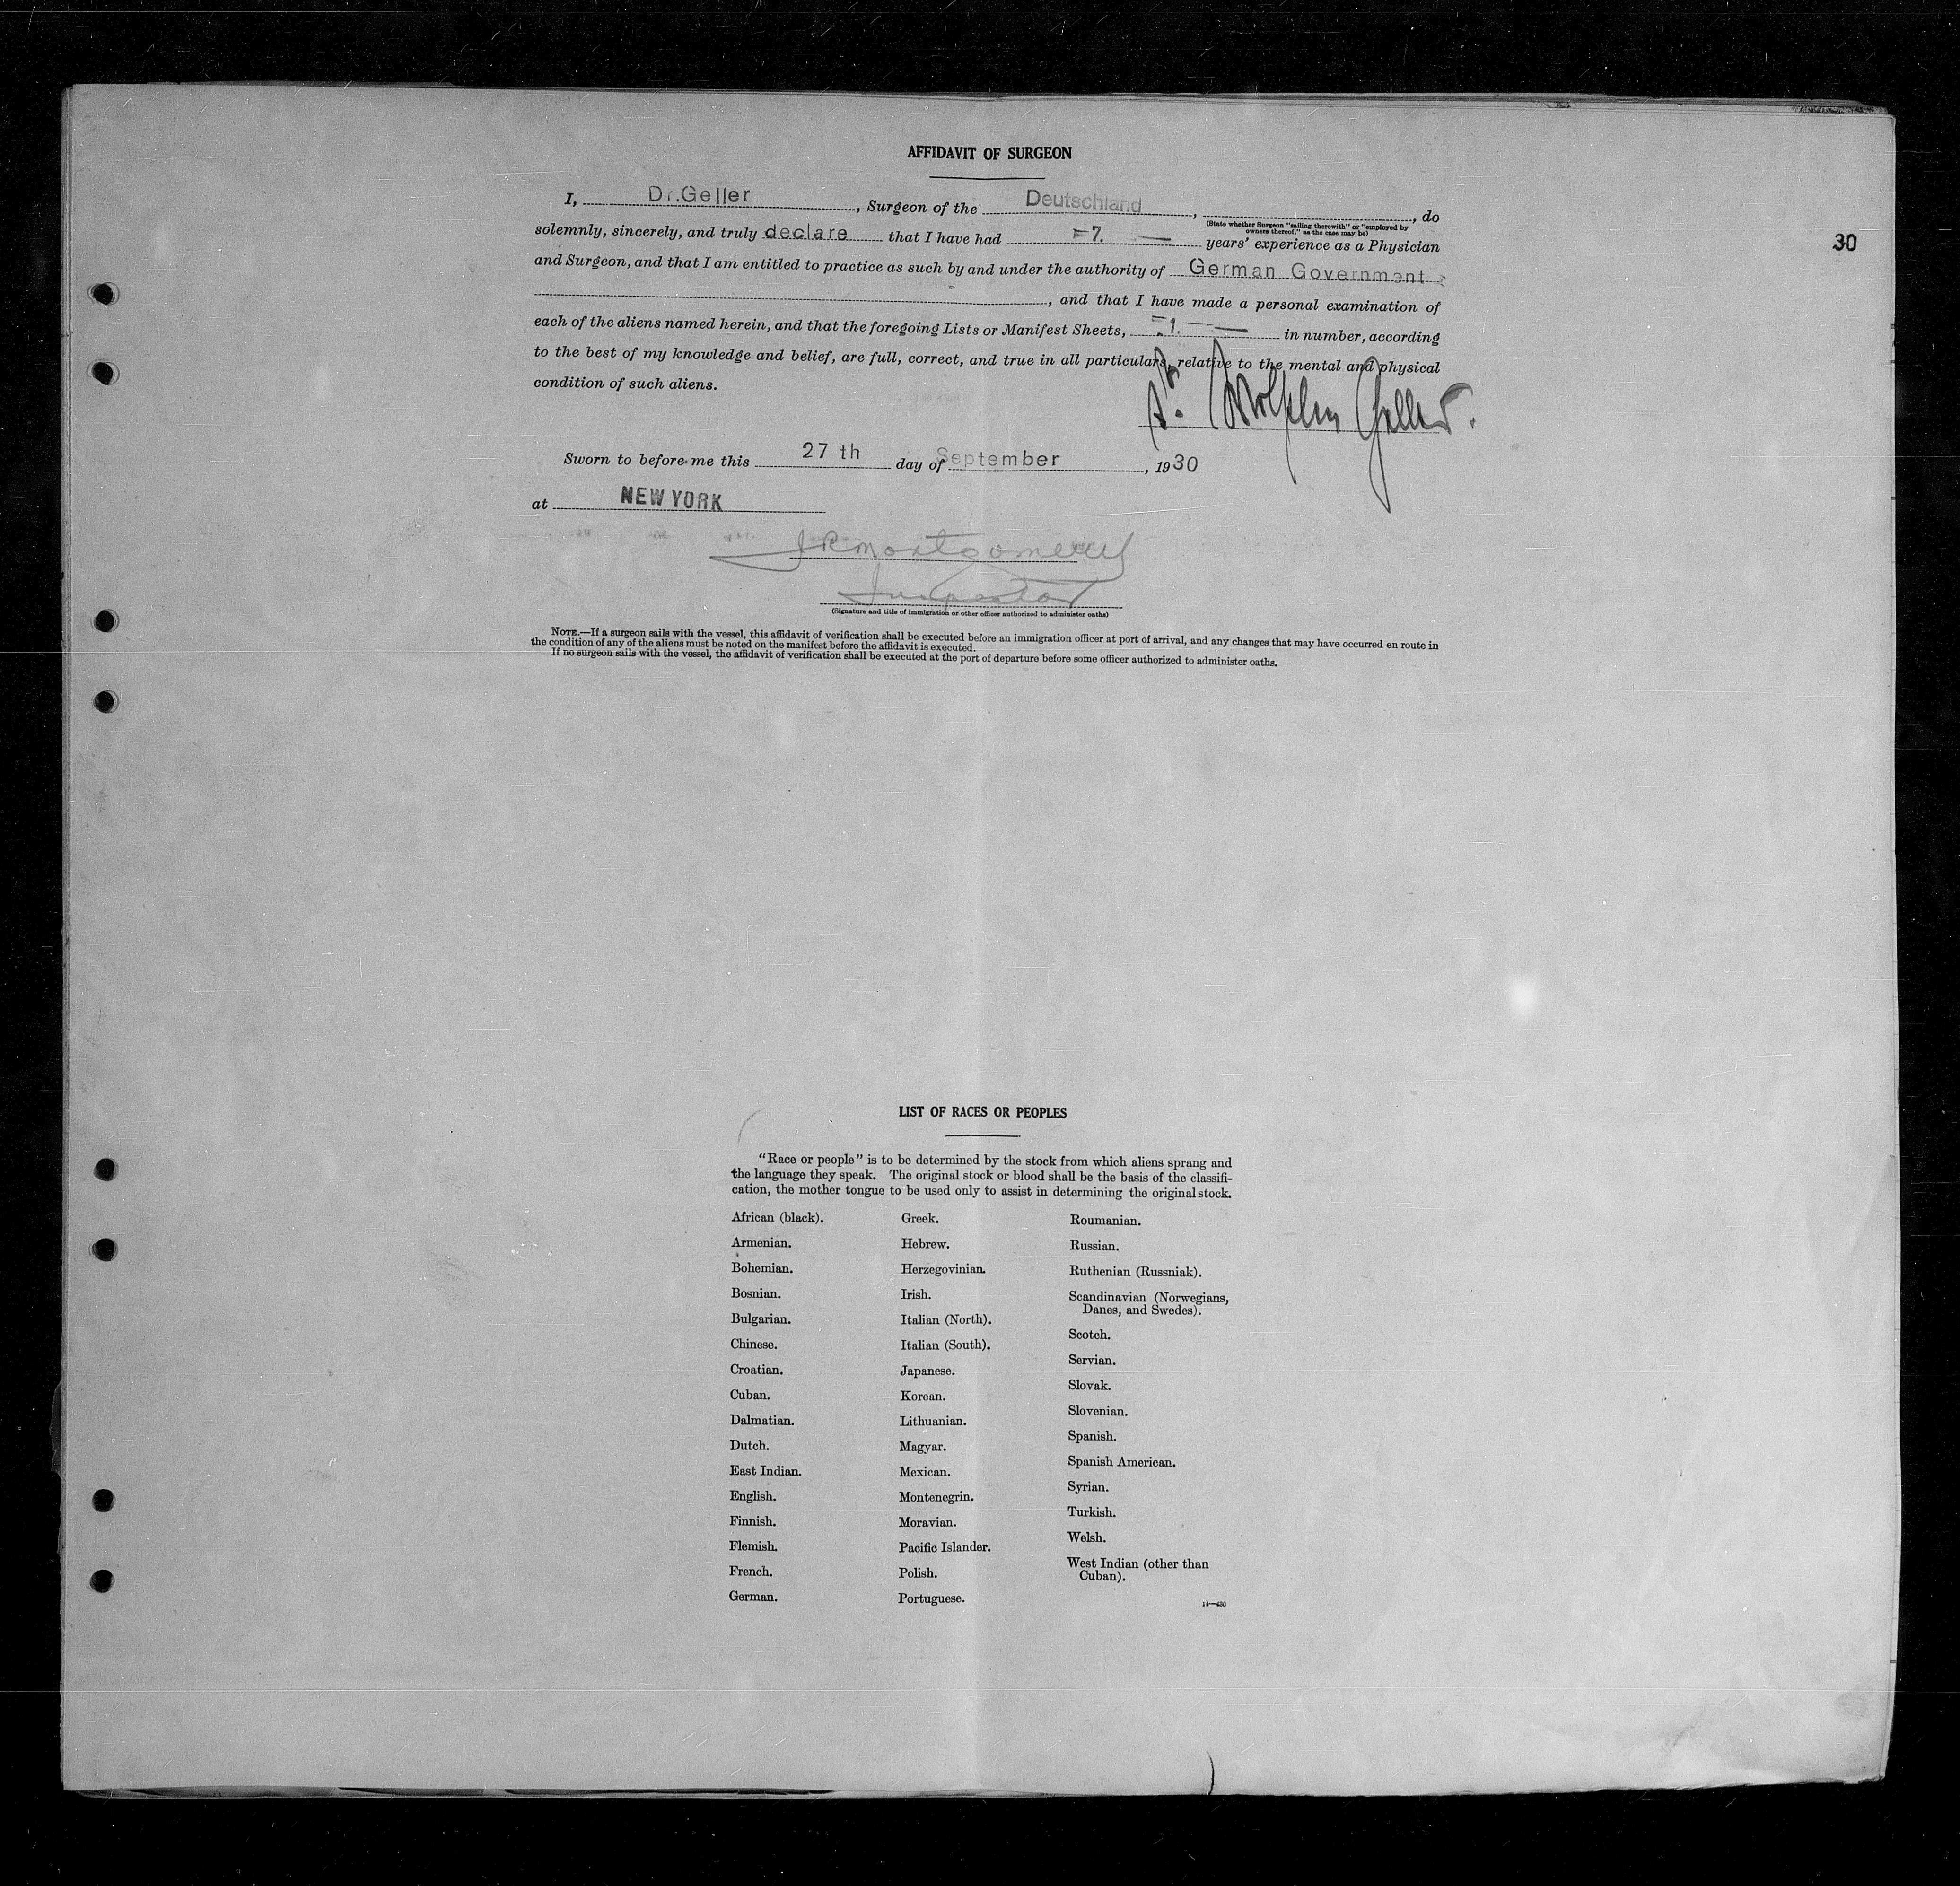 AFFIDAVIT OF SURGEON
30
I, Dr.Geller, Surgeon of the Deutschland, , do
(State whether Surgeon "sailing therewith" or "employed by
owners thereof," as the case may be)
solemnly, sincerely, and truly declare that I have had =7. — years' experience as a Physician
and Surgeon, and that I am entitled to practice as such by and under the authority of German Government
, and that I have made a personal examination of
each of the aliens named herein, and that the foregoing Lists or Manifest Sheets, =1.— in number, according
to the best of my knowledge and belief, are full, correct, and true in all particulars, relative to the mental and physical
condition of such aliens.
Dr. Geller.
Sworn to before me this 27 th day of September, 1930
at NEW YORK
JRMontgomery
Inspector
(Signature and title of immigration or other officer authorized to administer oaths)
NOTE.—If a surgeon sails with the vessel, this affidavit of verification shall be executed before an immigration officer at port of arrival, and any changes that may have occurred en route in
the condition of any of the aliens must be noted on the manifest before the affidavit is executed.
If no surgeon sails with the vessel, the affidavit of verification shall be executed at the port of departure before some officer authorized to administer oaths.
LIST OF RACES OR PEOPLES
"Race or people" is to be determined by the stock from which aliens sprang and
the language they speak. The original stock or blood shall be the basis of the classifi-
cation, the mother tongue to be used only to assist in determining the original stock.
African (black).
Armenian.
Bohemian.
Bosnian.
Bulgarian.
Chinese.
Croatian.
Cuban.
Dalmatian.
Dutch.
East Indian.
English.
Finnish.
Flemish.
French.
German.
Greek.
Hebrew.
Herzegovinian.
Irish.
Italian (North).
Italian (South).
Japanese.
Korean.
Lithuanian.
Magyar.
Mexican.
Montenegrin.
Moravian.
Pacific Islander.
Polish.
Portuguese.
Roumanian.
Russian.
Ruthenian (Russniak).
Scandinavian (Norwegians,
Danes, and Swedes).
Scotch.
Servian.
Slovak.
Slovenian.
Spanish.
Spanish American.
Syrian.
Turkish.
Welsh.
West Indian (other than
Cuban).